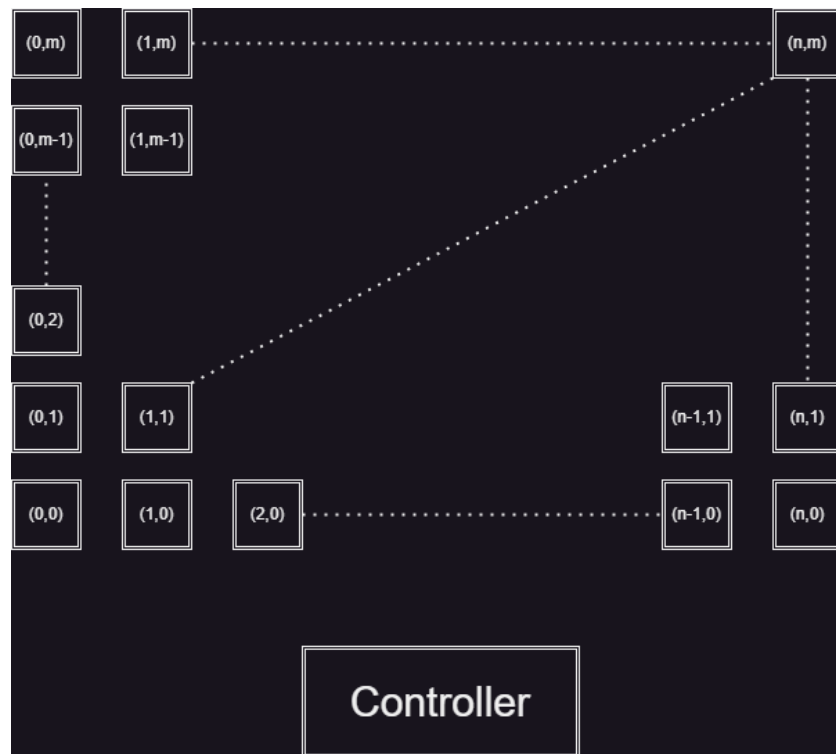 (0,m) (1,m) (n,m)
(0,m-1) (1,m-1)
(0,2)
(0,1) (1,1) (n-1,1) (n,1)
(0,0) (1,0) (2,0) (n-1,0) (n,0)
Controller